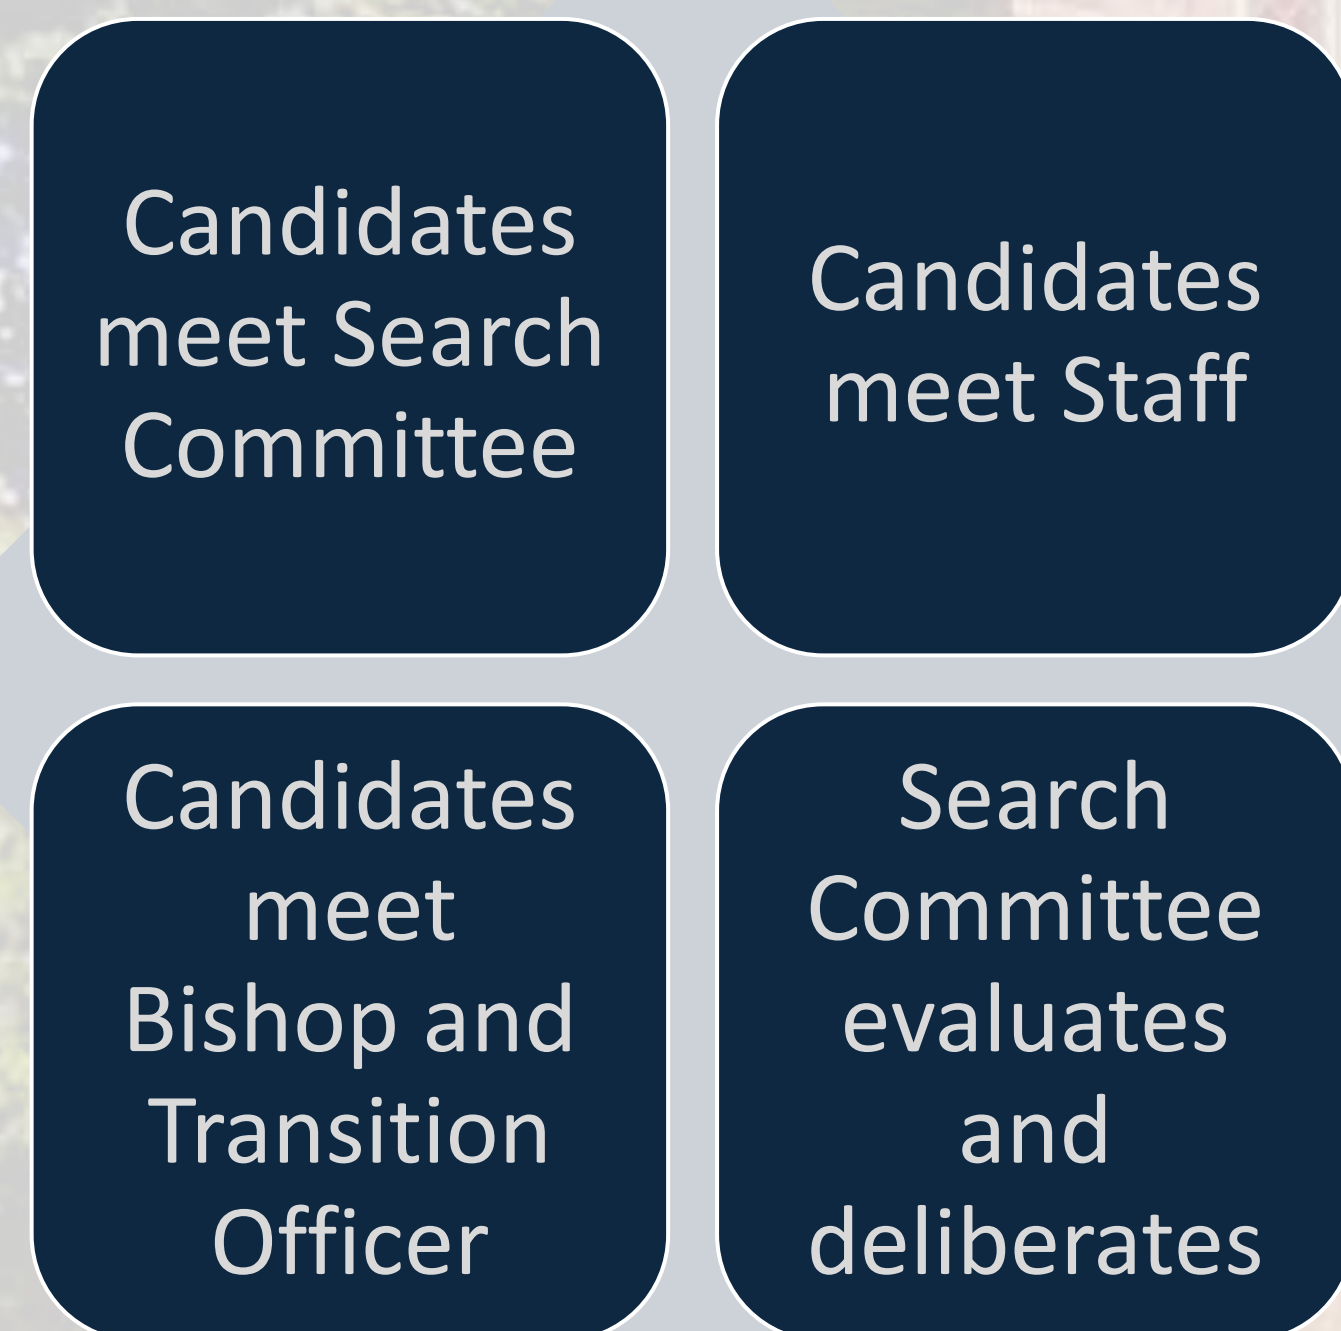 Candidates
meet Search
Committee
Candidates
meet Staff
Candidates
meet
Bishop and
Transition
Officer
Search
Committee
evaluates
and
deliberates